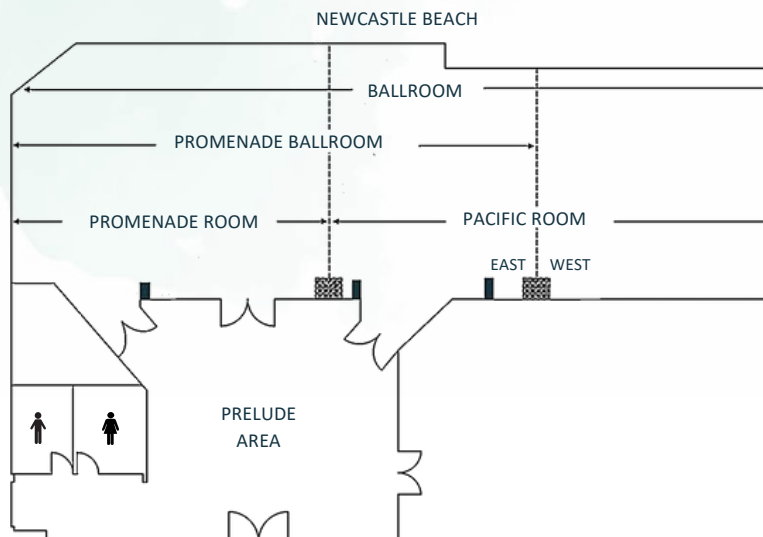 NEWCASTLE BEACH
BALLROOM
PROMENADE BALLROOM
PROMENADE ROOM
PACIFIC ROOM
EAST WEST
PRELUDE
AREA